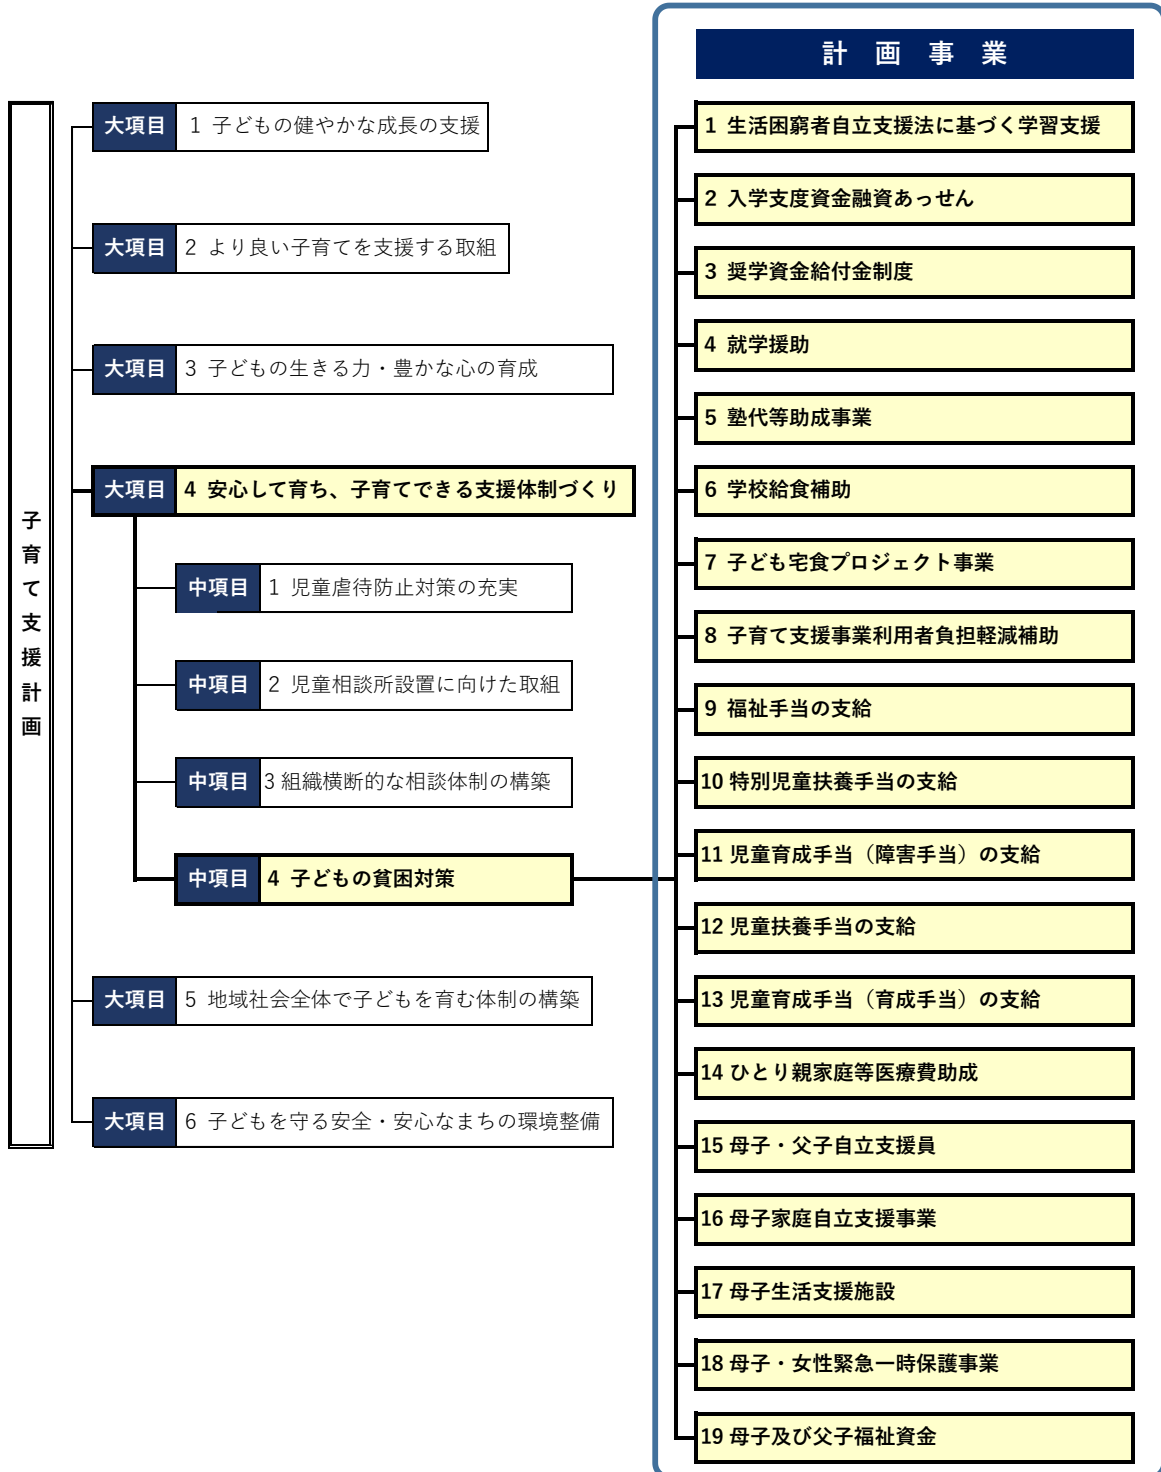 子育て支援計画
大項目 1 子どもの健やかな成長の支援
大項目 2 より良い子育てを支援する取組
大項目 3 子どもの生きる力・豊かな心の育成
大項目 4 安心して育ち、子育てできる支援体制づくり
中項目 1 児童虐待防止対策の充実
中項目 2 児童相談所設置に向けた取組
中項目 3 組織横断的な相談体制の構築
中項目 4 子どもの貧困対策
大項目 5 地域社会全体で子どもを育む体制の構築
大項目 6 子どもを守る安全・安心なまちの環境整備
計 画 事 業
1 生活困窮者自立支援法に基づく学習支援
2 入学支度資金融資あっせん
3 奨学資金給付金制度
4 就学援助
5 塾代等助成事業
6 学校給食補助
7 子ども宅食プロジェクト事業
8 子育て支援事業利用者負担軽減補助
9 福祉手当の支給
10 特別児童扶養手当の支給
11 児童育成手当（障害手当）の支給
12 児童扶養手当の支給
13 児童育成手当（育成手当）の支給
14 ひとり親家庭等医療費助成
15 母子・父子自立支援員
16 母子家庭自立支援事業
17 母子生活支援施設
18 母子・女性緊急一時保護事業
19 母子及び父子福祉資金